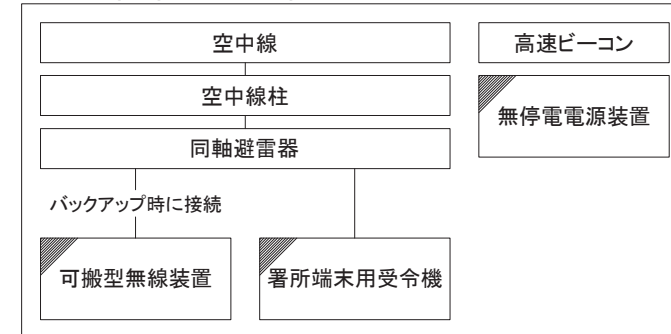 空中線
高速ビーコン
空中線柱
無停電電源装置
同軸避雷器
バックアップ時に接続
可搬型無線装置
署所端末用受令機